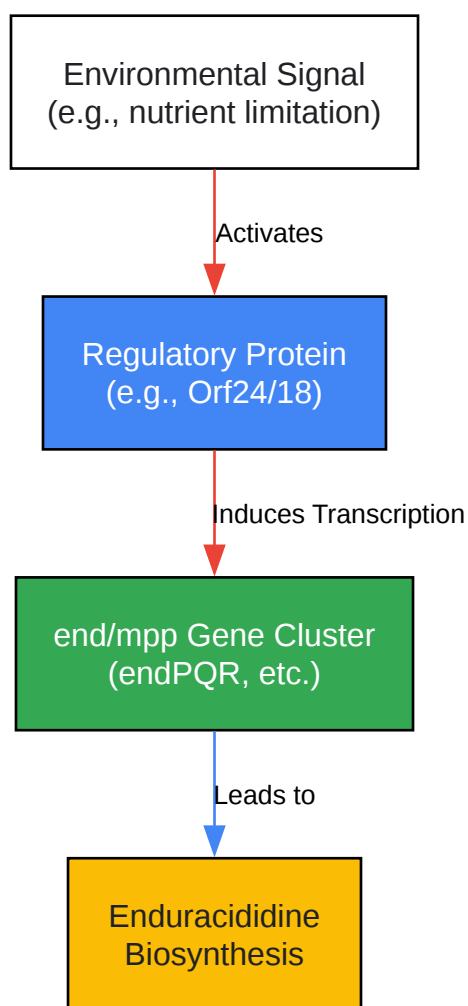 Environmental Signal
(e.g., nutrient limitation)
Activates
Regulatory Protein
(e.g., Orf24/18)
Induces Transcription
end/mpp Gene Cluster
(endPQR, etc.)
Leads to
Enduracididine
Biosynthesis